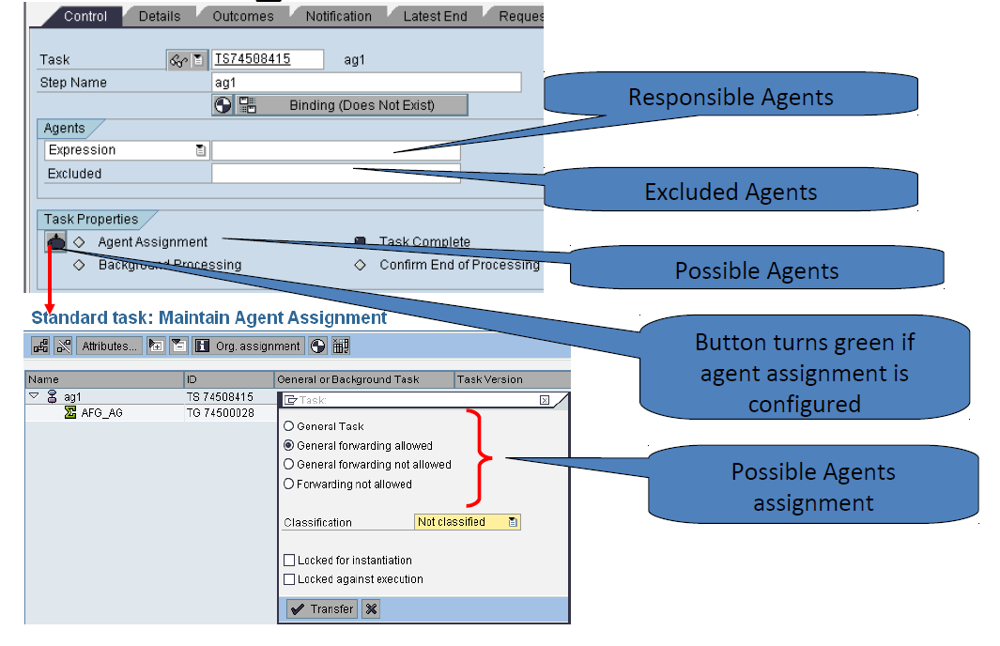 Control Details Outcomes Notification Latest End Reques
Task TS74508415 ag1
Step Name ag1
Binding (Does Not Exist)
Agents
Expression
Excluded
Task Properties
Agent Assignment Task Complete
Background Processing Confirm End of Processing
Responsible Agents
Excluded Agents
Possible Agents
Button turns green if
agent assignment is
configured
Standard task: Maintain Agent Assignment
Attributes... Org. assignment
Name ID General or Background Task Task Version
ag1 TS 74508415
AFG_AG TG 74500028
Task:
General Task
General forwarding allowed
General forwarding not allowed
Forwarding not allowed
Classification Not classified
Locked for instantiation
Locked against execution
Transfer
Possible Agents
assignment